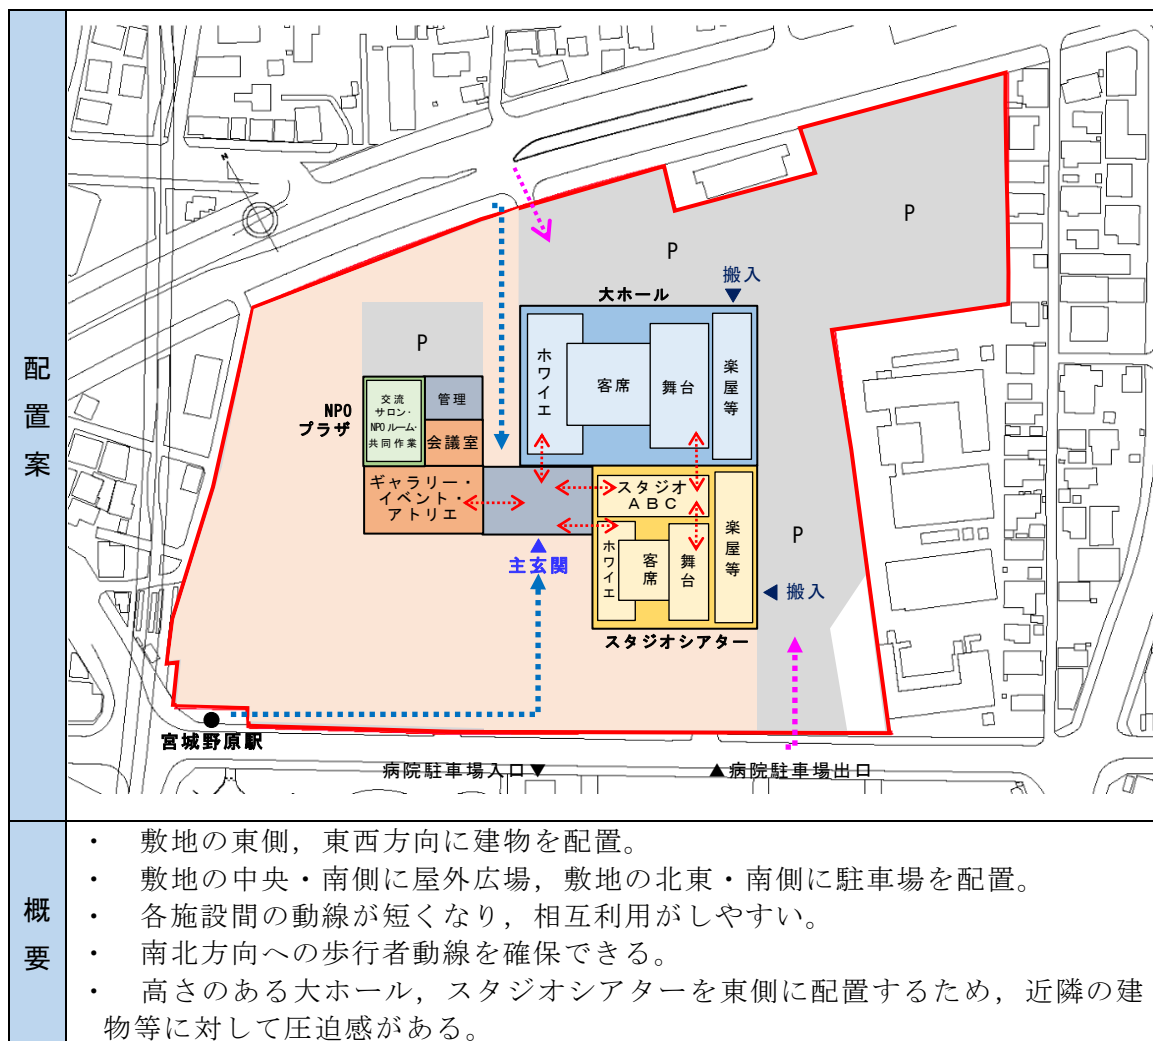 配置案
N
P
P
搬入
大ホール
P
ホワイエ
客席
舞台
楽屋等
NPO
プラザ
交流
サロン・
NPOルーム・
共同作業
管理
会議室
ギャラリー・
イベント・
アトリエ
スタジオ
ABC
P
主玄関
ホワイエ
客席
舞台
楽屋等
搬入
スタジオシアター
宮城野原駅
病院駐車場入口▼
▲病院駐車場出口
概要
・ 敷地の東側，東西方向に建物を配置。
・ 敷地の中央・南側に屋外広場，敷地の北東・南側に駐車場を配置。
・ 各施設間の動線が短くなり，相互利用がしやすい。
・ 南北方向への歩行者動線を確保できる。
・ 高さのある大ホール，スタジオシアターを東側に配置するため，近隣の建
物等に対して圧迫感がある。